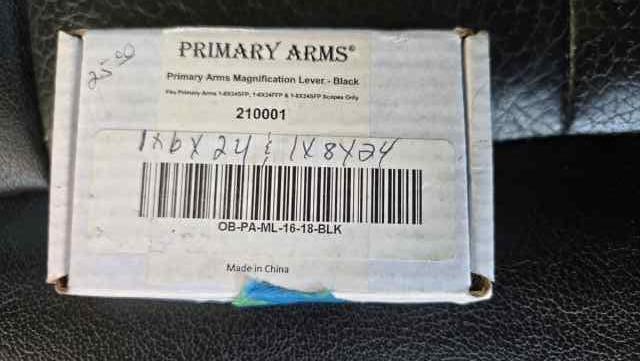 25.00
PRIMARY ARMS®
Primary Arms Magnification Lever - Black
Fits Primary Arms 1-6X24SFP, 1-6X24FFP & 1-8X24SFP Scopes Only
210001
1x6x24 & 1x8x24
OB-PA-ML-16-18-BLK
Made in China